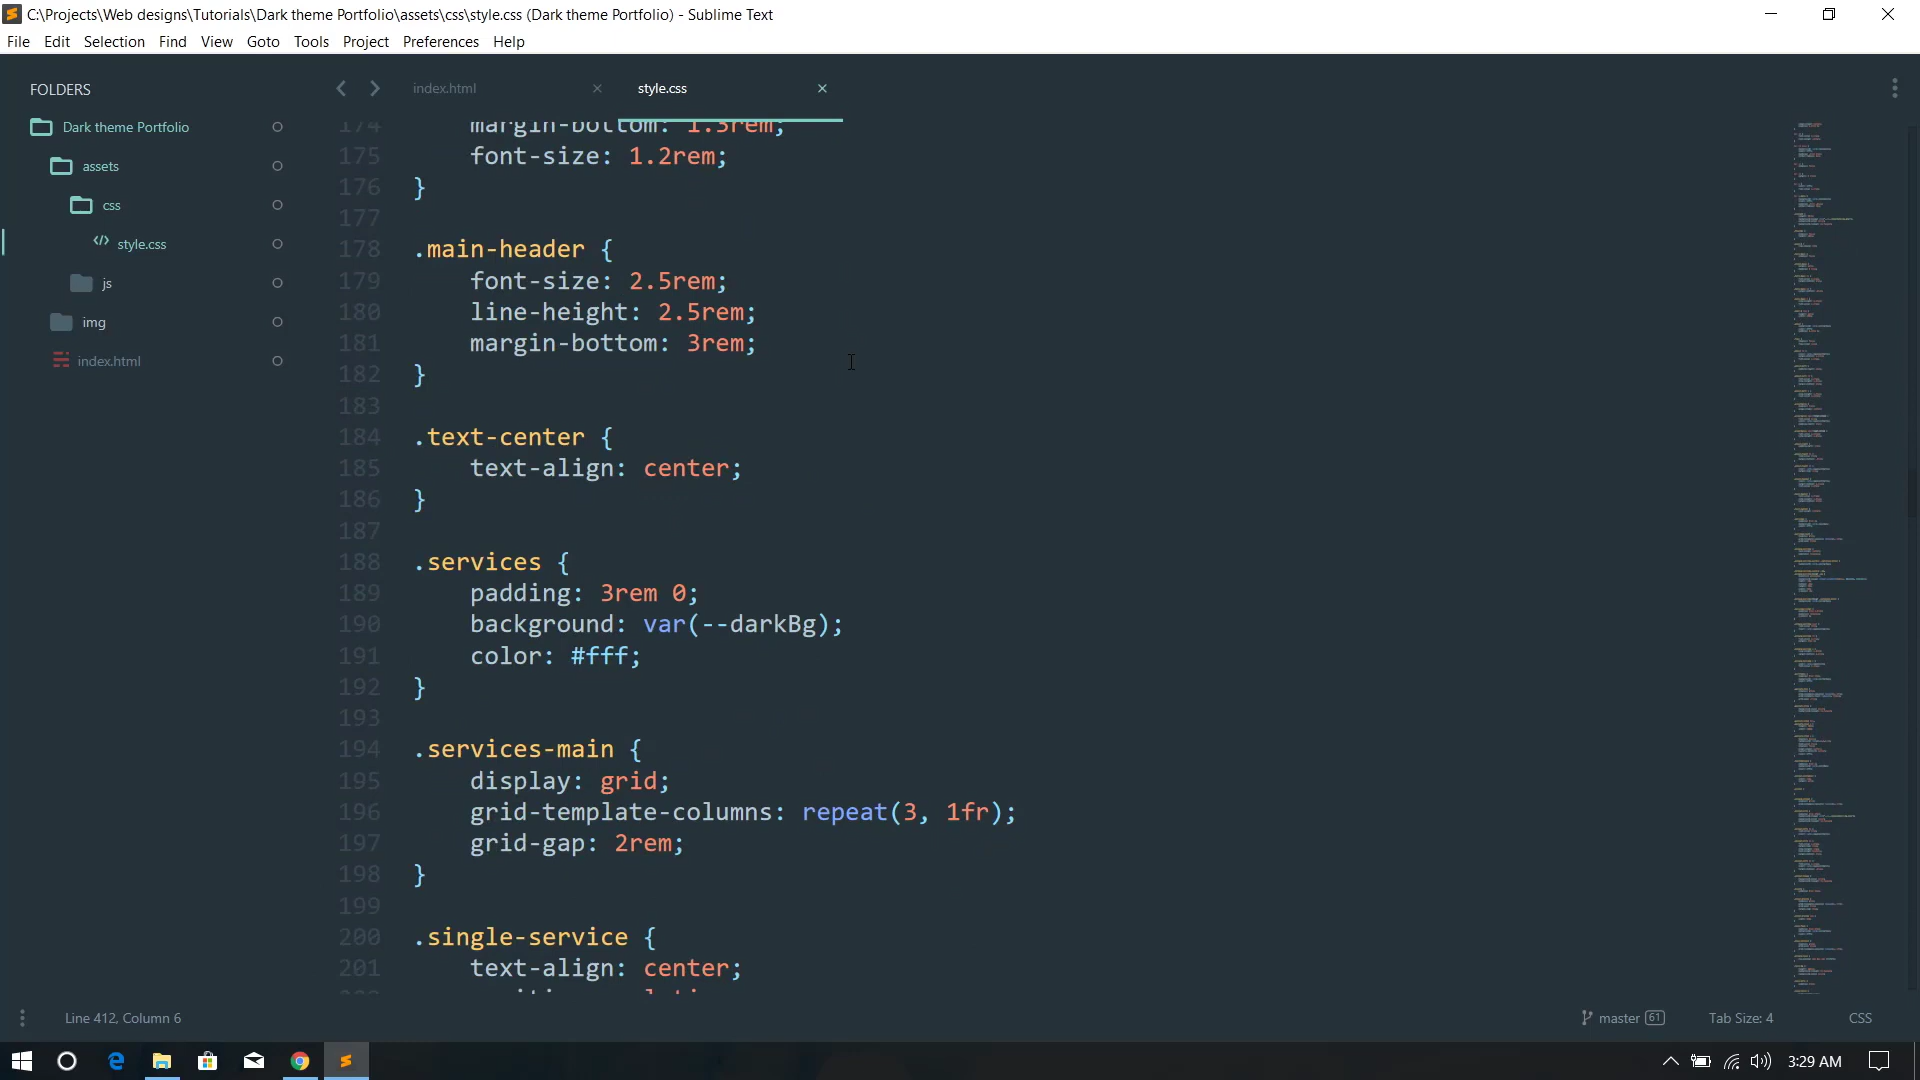 C:\Projects\Web designs\Tutorials\Dark theme Portfolio\assets\css\style.css (Dark theme Portfolio) - Sublime Text
File Edit Selection Find View Goto Tools Project Preferences Help
FOLDERS
Dark theme Portfolio
assets
css
style.css
js
img
index.html
index.html style.css
174 margin-bottom: 1.3rem;
175 font-size: 1.2rem;
176 }
177
178 .main-header {
179 font-size: 2.5rem;
180 line-height: 2.5rem;
181 margin-bottom: 3rem;
182 }
183
184 .text-center {
185 text-align: center;
186 }
187
188 .services {
189 padding: 3rem 0;
190 background: var(--darkBg);
191 color: #fff;
192 }
193
194 .services-main {
195 display: grid;
196 grid-template-columns: repeat(3, 1fr);
197 grid-gap: 2rem;
198 }
199
200 .single-service {
201 text-align: center;
Line 412, Column 6
master 61
Tab Size: 4
CSS
3:29 AM